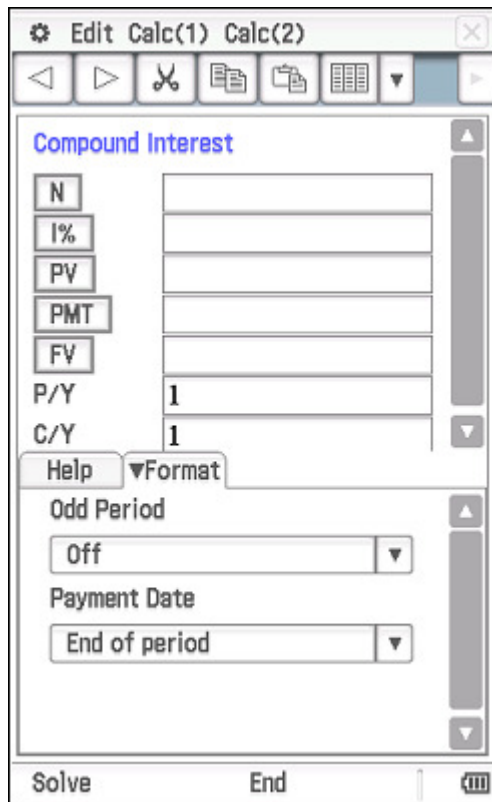 Edit Calc(1) Calc(2)
Compound Interest
N
I%
PV
PMT
FV
P/Y 1
C/Y 1
Help ▼Format
Odd Period
Off
Payment Date
End of period
Solve End